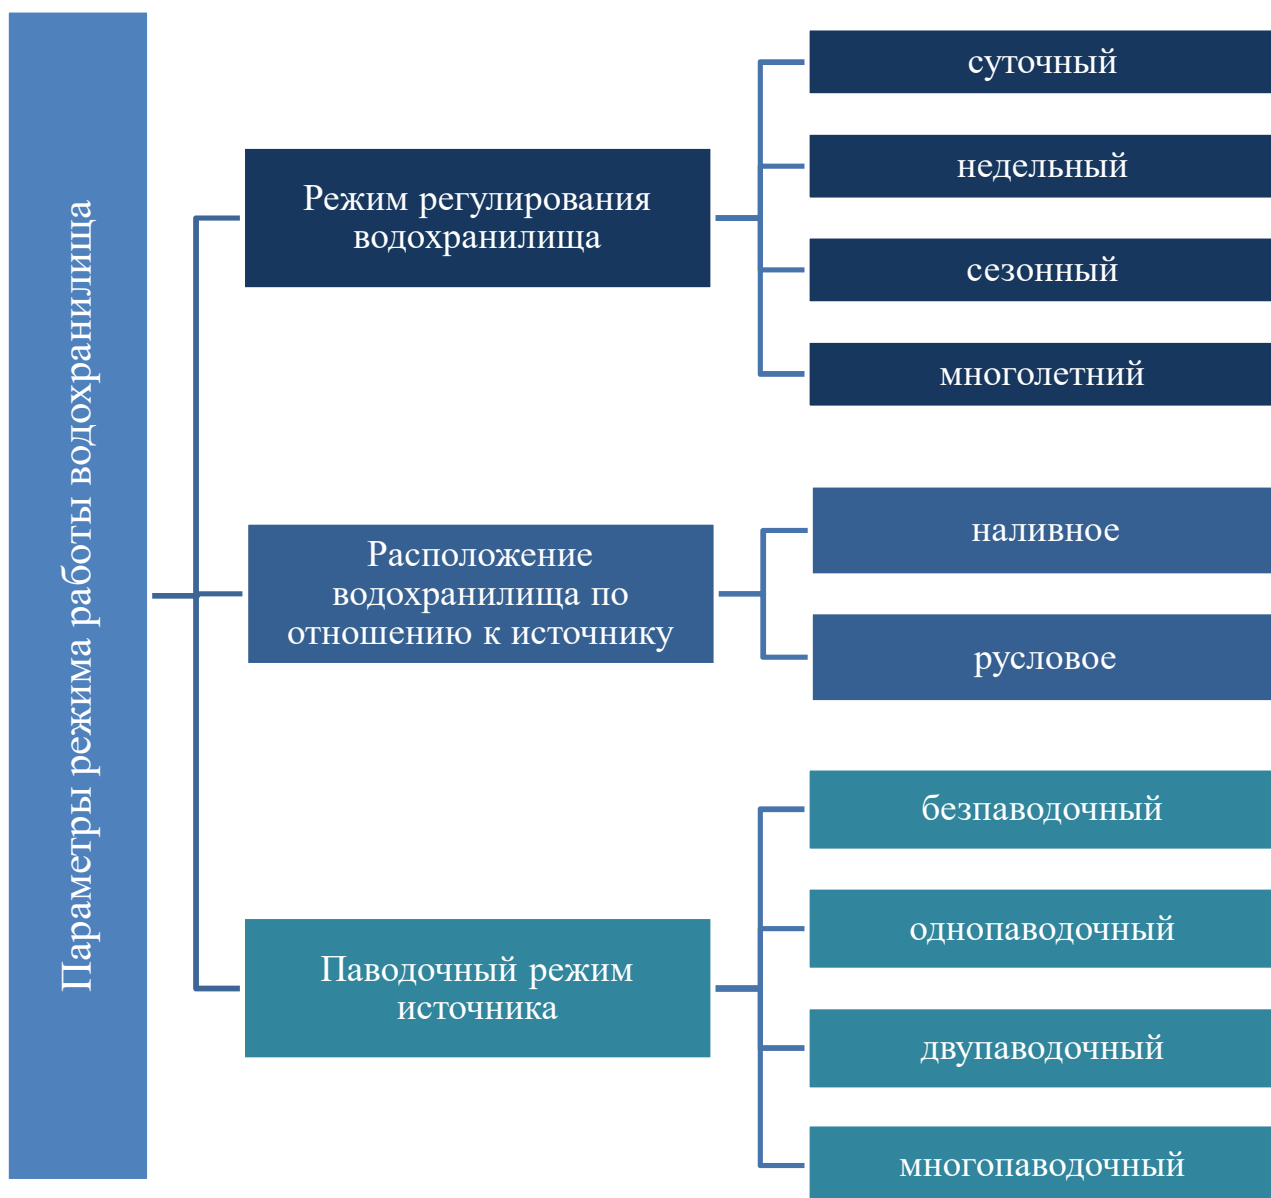 Параметры режима работы водохранилища
Режим регулирования
водохранилища
суточный
недельный
сезонный
многолетний
Расположение
водохранилища по
отношению к источнику
наливное
русловое
Паводочный режим
источника
безпаводочный
однопаводочный
двупаводочный
многопаводочный